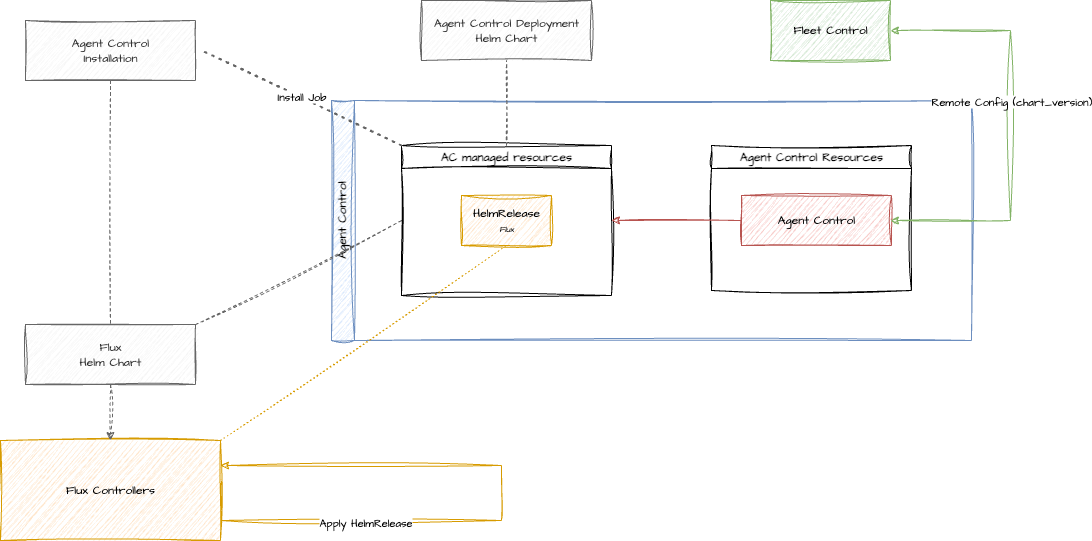 Agent Control
Installation
Agent Control Deployment
Helm Chart
Fleet Control
Install Job
Remote Config (chart_version)
Agent Control
AC managed resources
Agent Control Resources
HelmRelease
Flux
Agent Control
Flux
Helm Chart
Flux Controllers
Apply HelmRelease